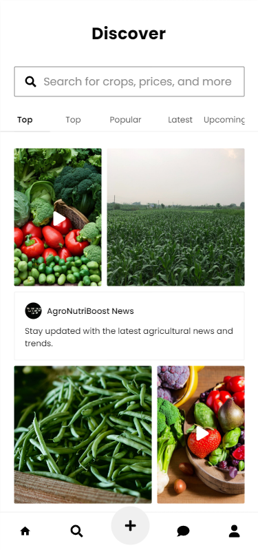 Discover
Search for crops, prices, and more
Top Top Popular Latest Upcoming
AgroNutriBoost News
Stay updated with the latest agricultural news and
trends.